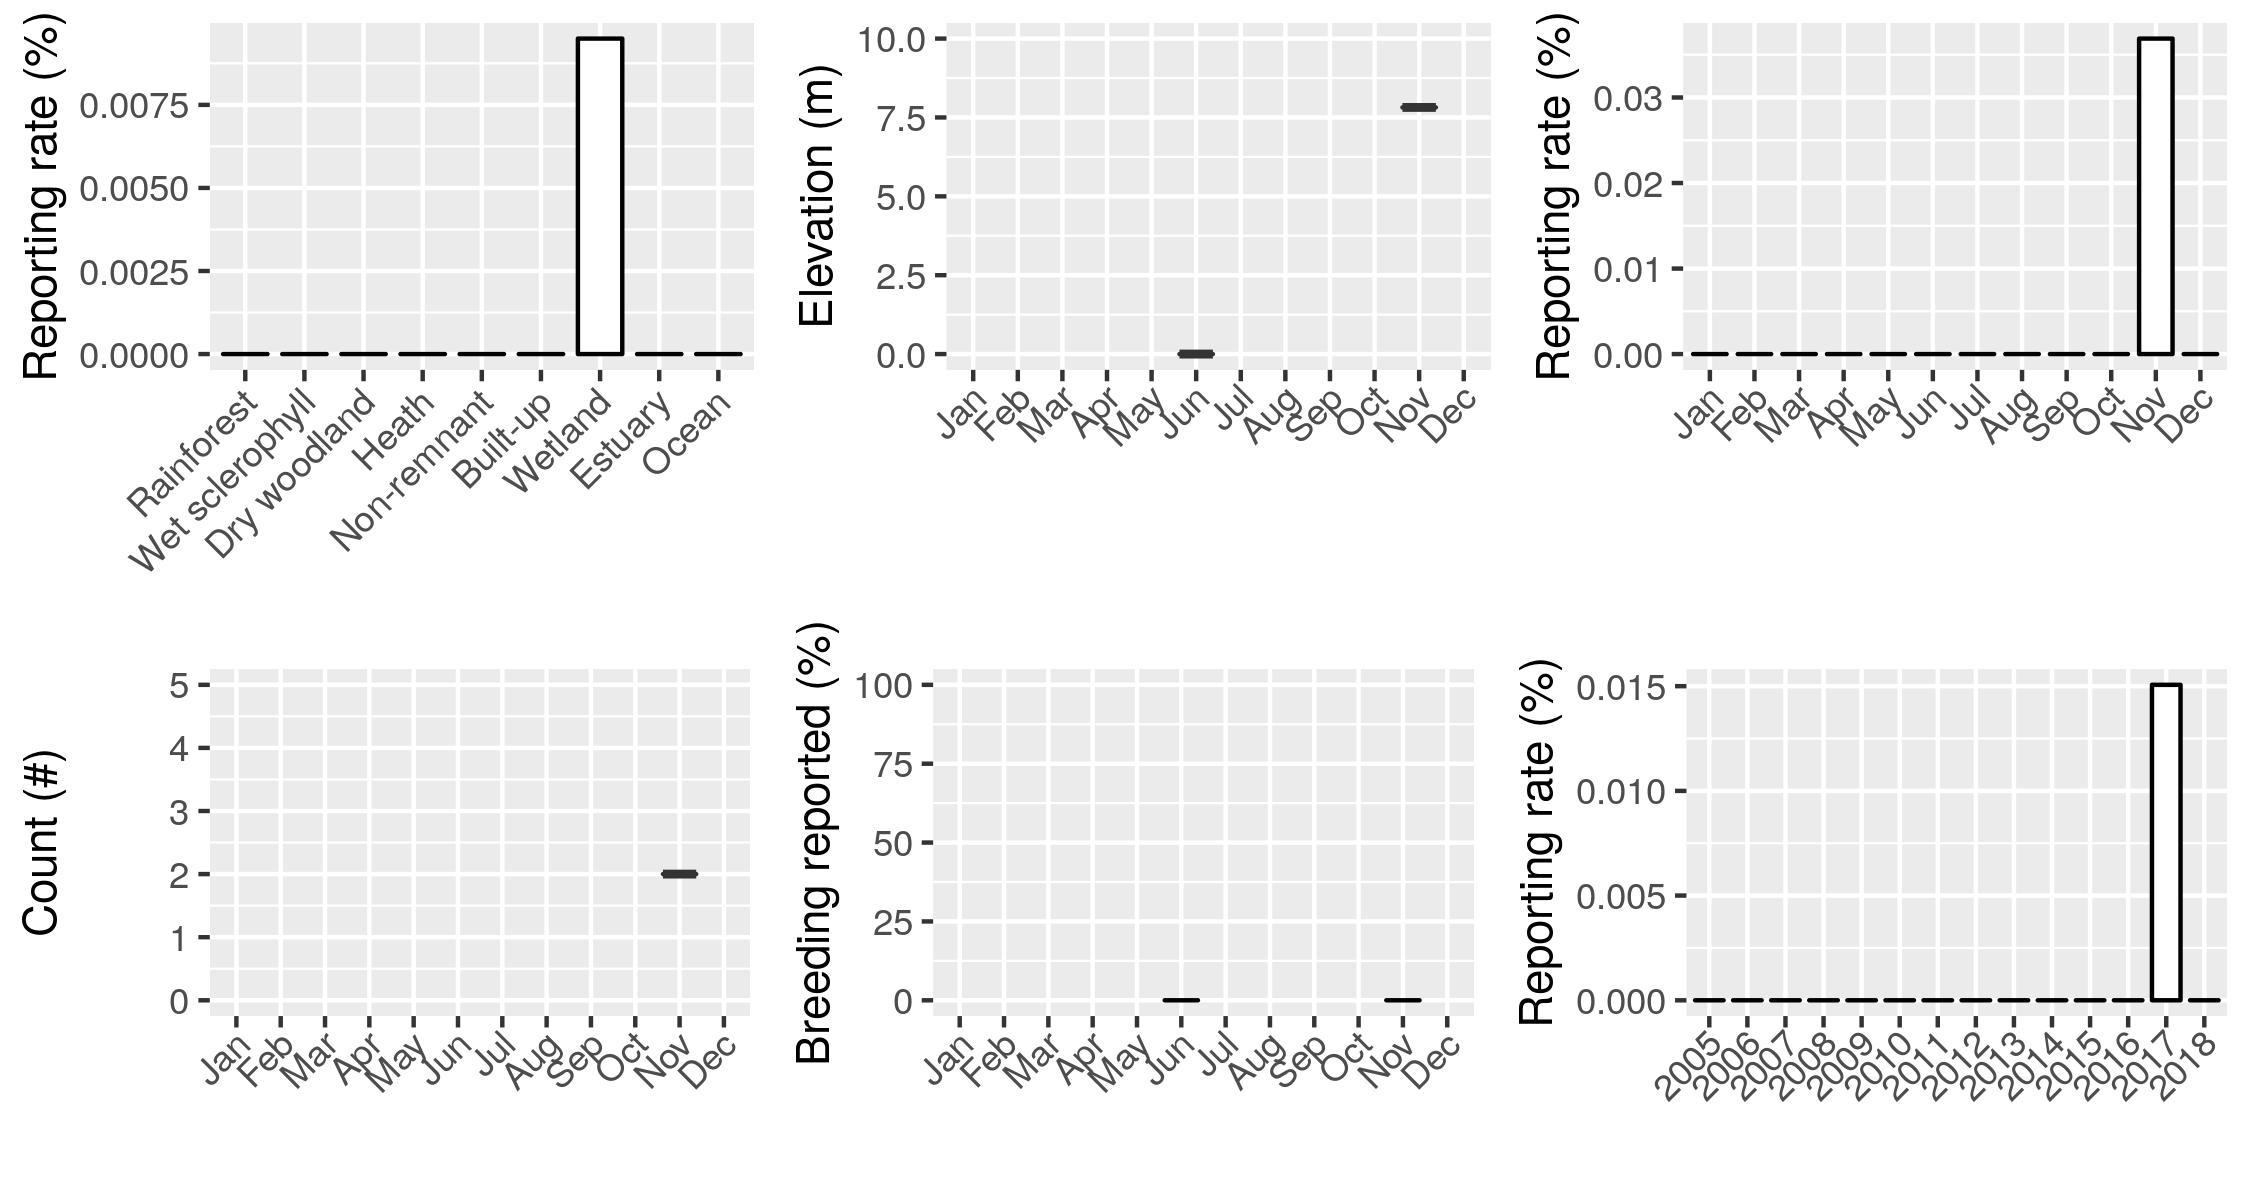 Reporting rate (%)
0.0075
0.0050
0.0025
0.0000
Rainforest
Wet sclerophyll
Dry woodland
Heath
Non-remnant
Built-up
Wetland
Estuary
Ocean
Elevation (m)
10.0
7.5
5.0
2.5
0.0
Jan
Feb
Mar
Apr
May
Jun
Jul
Aug
Sep
Oct
Nov
Dec
Reporting rate (%)
0.03
0.02
0.01
0.00
Jan
Feb
Mar
Apr
May
Jun
Jul
Aug
Sep
Oct
Nov
Dec
Count (#)
5
4
3
2
1
0
Jan
Feb
Mar
Apr
May
Jun
Jul
Aug
Sep
Oct
Nov
Dec
Breeding reported (%)
100
75
50
25
0
Jan
Feb
Mar
Apr
May
Jun
Jul
Aug
Sep
Oct
Nov
Dec
Reporting rate (%)
0.015
0.010
0.005
0.000
2005
2006
2007
2008
2009
2010
2011
2012
2013
2014
2015
2016
2017
2018